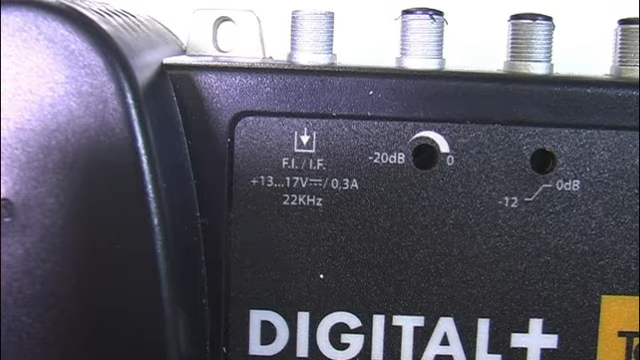 F.I. / I.F.
+13...17V⎓/ 0,3A
22KHz
-20dB 0
0dB
-12
DIGITAL+